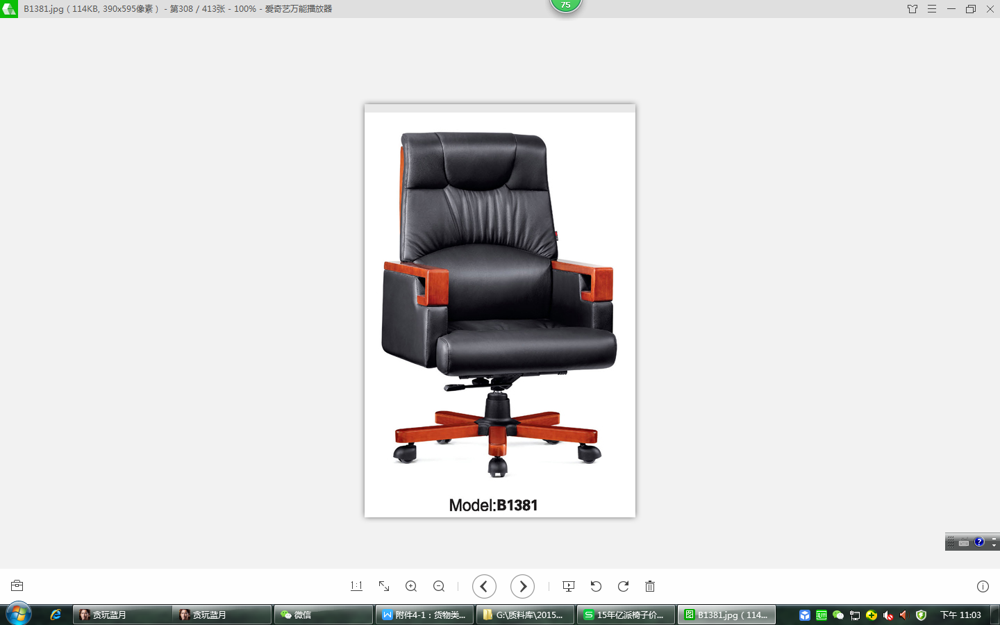 B1381.jpg ( 114KB, 390x595像素 ) - 第308 / 413张 - 100% - 爱奇艺万能播放器
75
Model:B1381
1:1
贪玩蓝月
贪玩蓝月
微信
附件4-1：货物类...
G:\质料库\2015...
15年亿派椅子价...
B1381.jpg ( 114...
下午 11:03